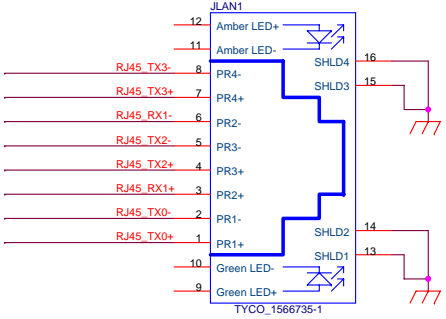 JLAN1
12 Amber LED+
11 Amber LED-
SHLD4 16
RJ45_TX3- 8 PR4-
SHLD3 15
RJ45_TX3+ 7 PR4+
RJ45_RX1- 6 PR2-
RJ45_TX2- 5 PR3-
RJ45_TX2+ 4 PR3+
RJ45_RX1+ 3 PR2+
RJ45_TX0- 2 PR1-
SHLD2 14
RJ45_TX0+ 1 PR1+
SHLD1 13
10 Green LED-
9 Green LED+
TYCO_1566735-1